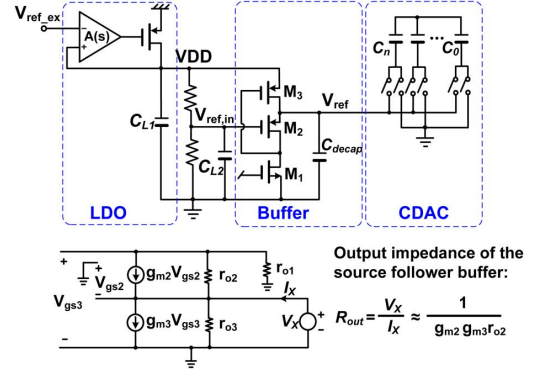 V_ref_ex
−
+
A(s)
VDD
C_L1
V_ref,in
C_L2
M_3
M_2
M_1
V_ref
C_decap
C_n
...
C_0
LDO
Buffer
CDAC
+
+
V_gs2
−
V_gs3
−
g_m2V_gs2
r_o2
r_o1
I_X
g_m3V_gs3
r_o3
V_X
+
−
Output impedance of the
source follower buffer:
R_out = V_X / I_X ≈ 1 / g_m2 g_m3 r_o2